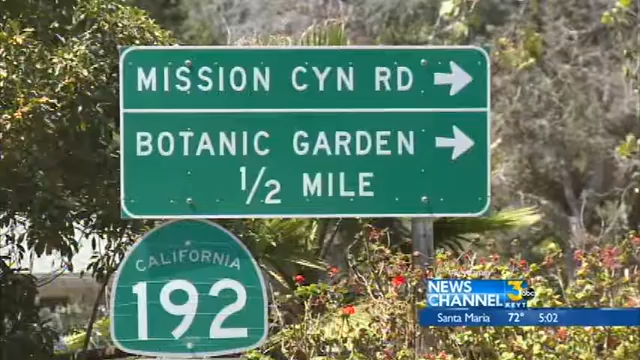 MISSION CYN RD
BOTANIC GARDEN
1/2 MILE
CALIFORNIA
192
NEWS
CHANNEL 3 abc
KEYT
Santa Maria 72° 5:02